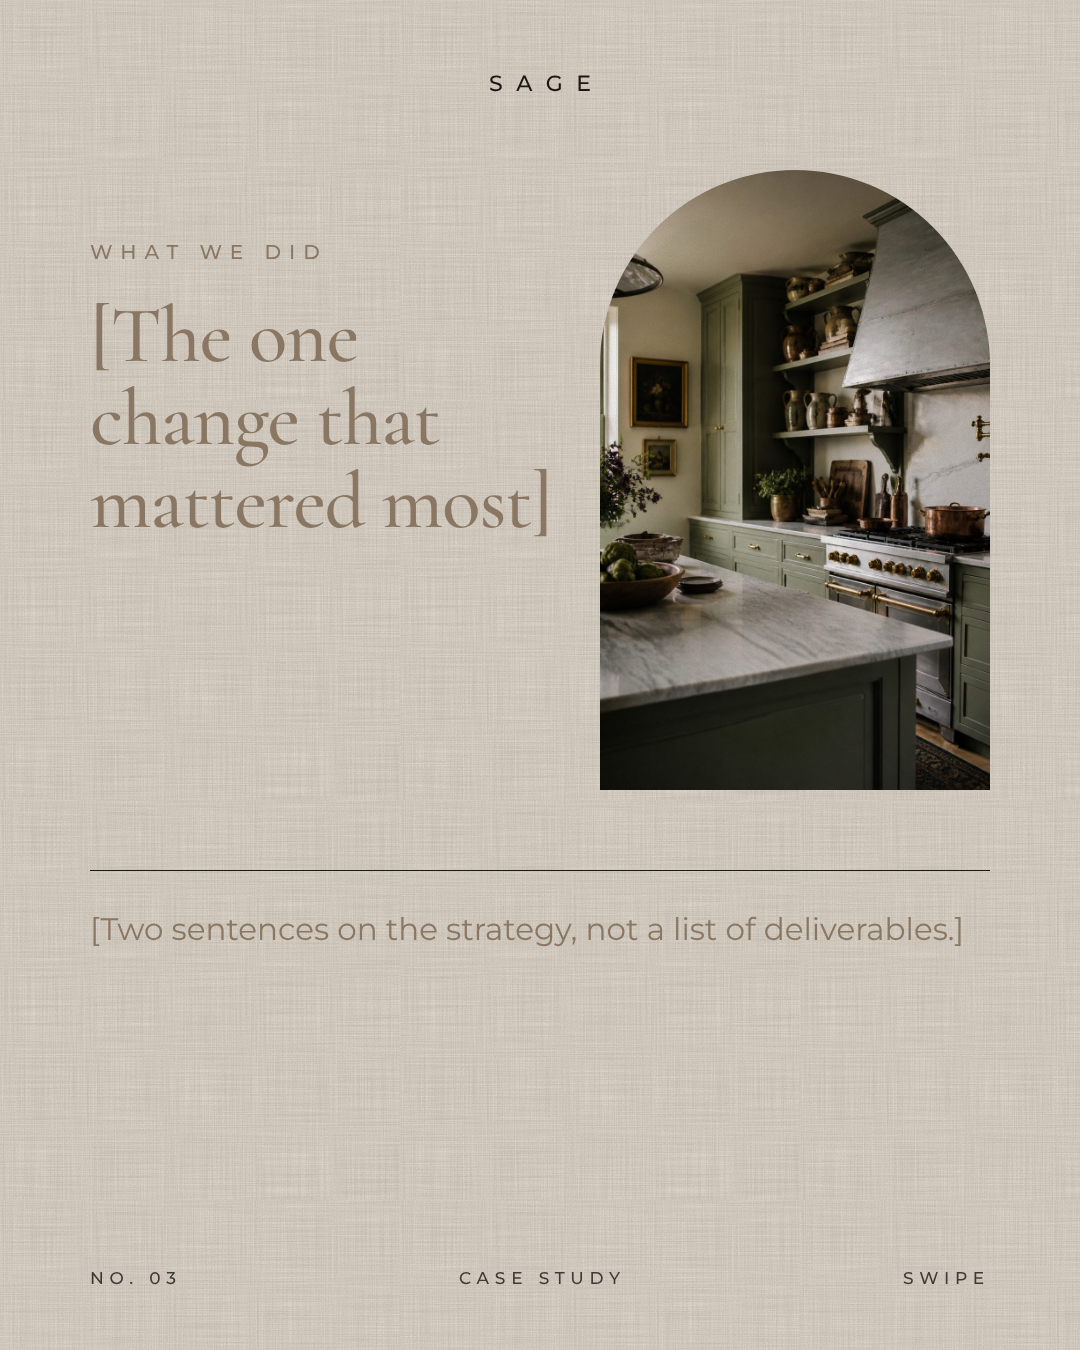 SAGE
WHAT WE DID
[The one
change that
mattered most]
[Two sentences on the strategy, not a list of deliverables.]
NO. 03
CASE STUDY
SWIPE